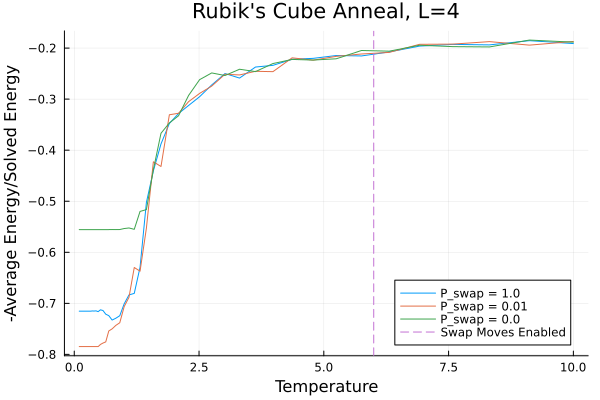 Rubik's Cube Anneal, L=4
-Average Energy/Solved Energy
−0.2
−0.3
−0.4
−0.5
−0.6
−0.7
−0.8
P_swap = 1.0
P_swap = 0.01
P_swap = 0.0
Swap Moves Enabled
0.0 2.5 5.0 7.5 10.0
Temperature